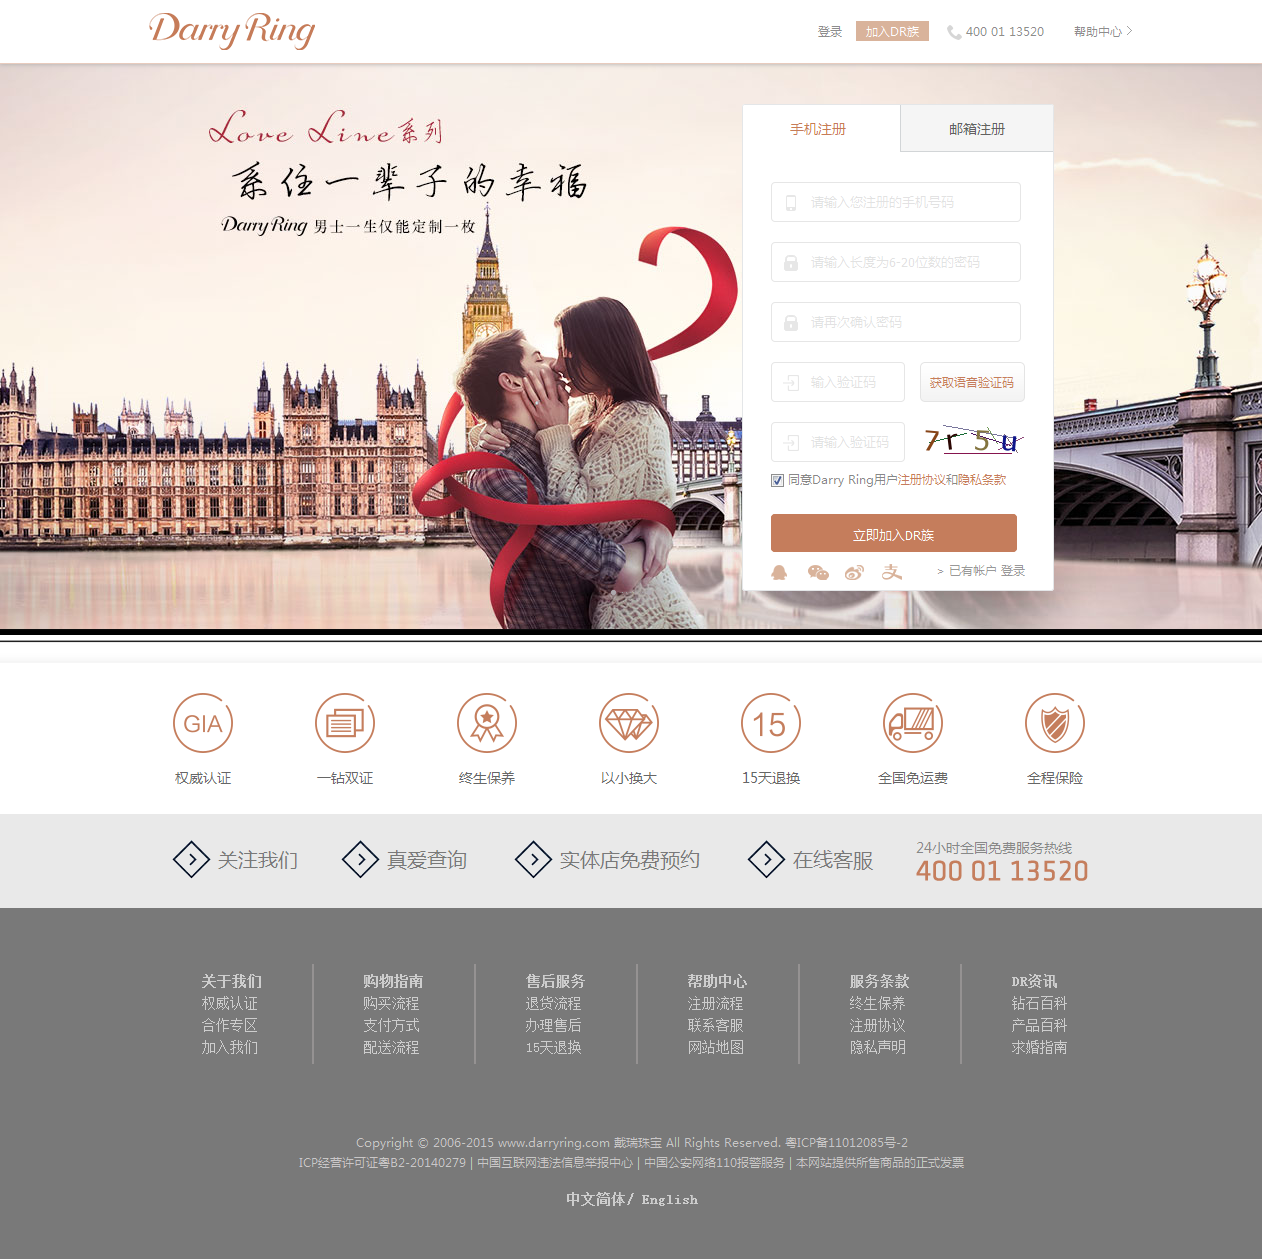 Darry Ring
登录 加入DR族 400 01 13520 帮助中心 >
Love Line系列
系住一辈子的幸福
Darry Ring 男士一生仅能定制一枚
手机注册 邮箱注册
请输入您注册的手机号码
请输入长度为6-20位数的密码
请再次确认密码
输入验证码 获取语音验证码
请输入验证码 7r5u
同意Darry Ring用户注册协议和隐私条款
立即加入DR族
> 已有帐户 登录
GIA 15
权威认证 一钻双证 终生保养 以小换大 15天退换 全国免运费 全程保险
关注我们 真爱查询 实体店免费预约 在线客服
24小时全国免费服务热线
400 01 13520
关于我们 购物指南 售后服务 帮助中心 服务条款 DR资讯
权威认证 购买流程 退货流程 注册流程 终生保养 钻石百科
合作专区 支付方式 办理售后 联系客服 注册协议 产品百科
加入我们 配送流程 15天退换 网站地图 隐私声明 求婚指南
Copyright © 2006-2015 www.darryring.com 戴瑞珠宝 All Rights Reserved. 粤ICP备11012085号-2
ICP经营许可证粤B2-20140279 | 中国互联网违法信息举报中心 | 中国公安网络110报警服务 | 本网站提供所售商品的正式发票
中文简体/ English